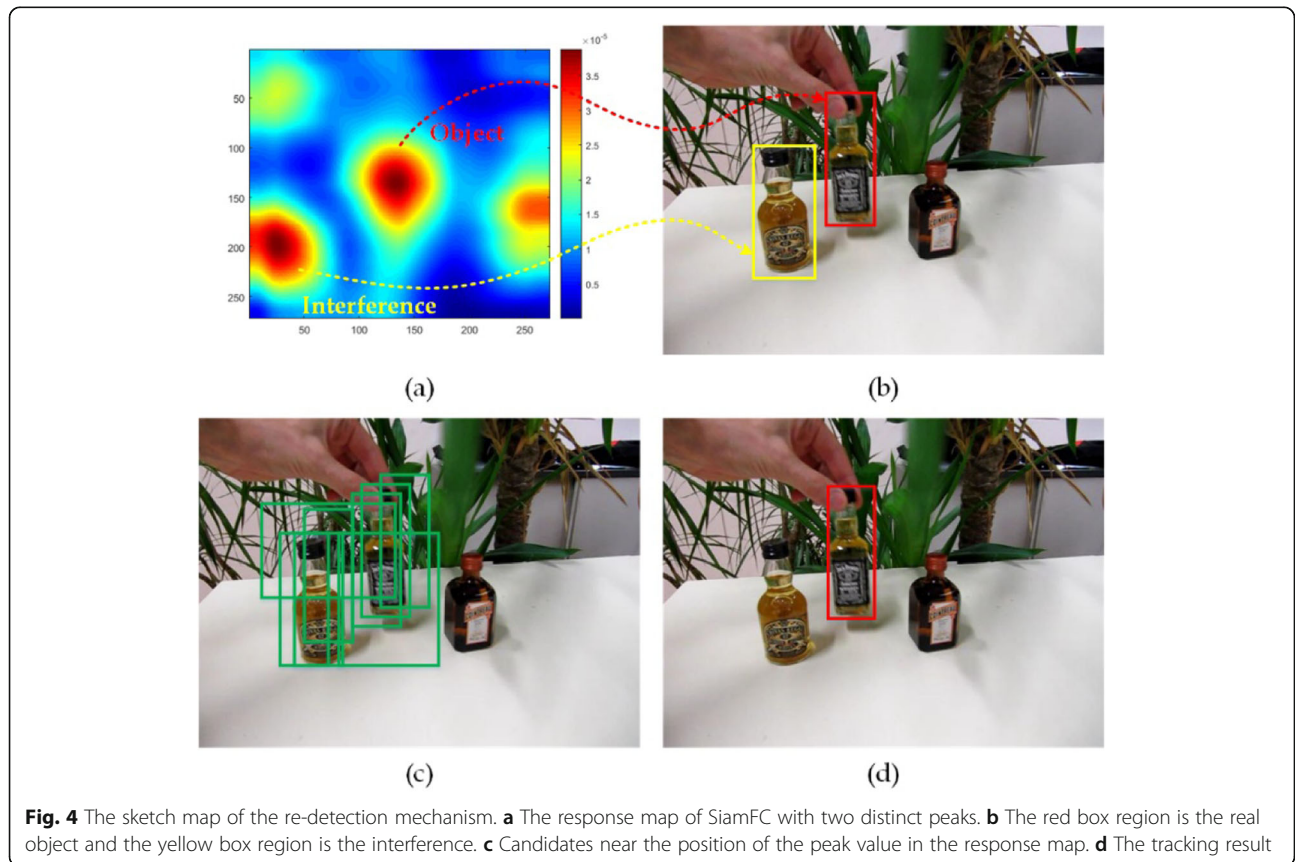 ×10⁻⁵
50
100
150
200
250
50
100
150
200
250
3.5
3
2.5
2
1.5
1
0.5
Object
Interference
(a)
(b)
(c)
(d)
Fig. 4 The sketch map of the re-detection mechanism. a The response map of SiamFC with two distinct peaks. b The red box region is the real
object and the yellow box region is the interference. c Candidates near the position of the peak value in the response map. d The tracking result